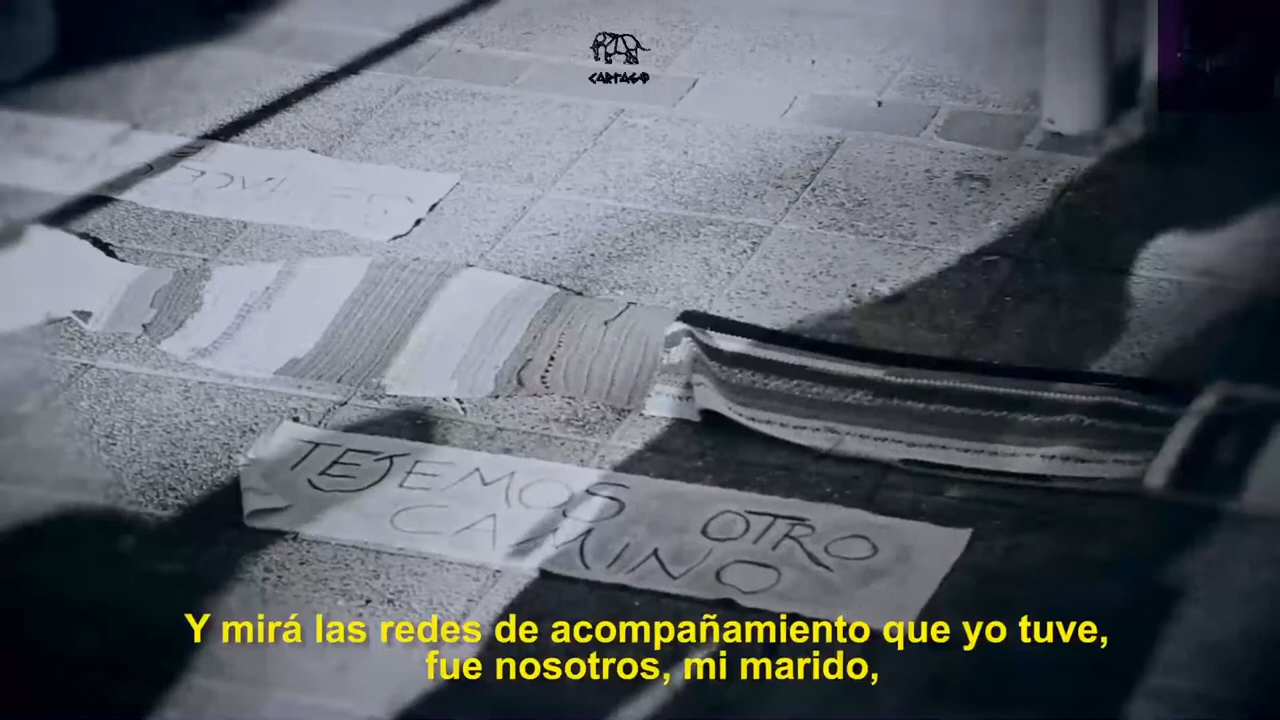 CARTAGO
TEJEMOS OTRO
CAMINO
Y mirá las redes de acompañamiento que yo tuve,
fue nosotros, mi marido,